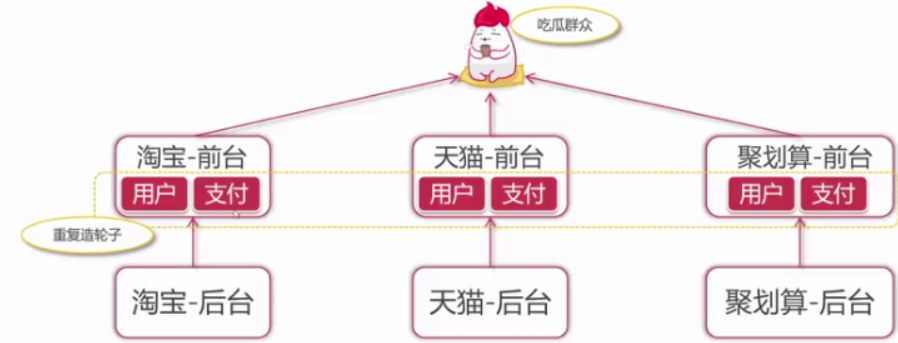 吃瓜群众
淘宝-前台
天猫-前台
聚划算-前台
用户 支付
用户 支付
用户 支付
重复造轮子
淘宝-后台
天猫-后台
聚划算-后台